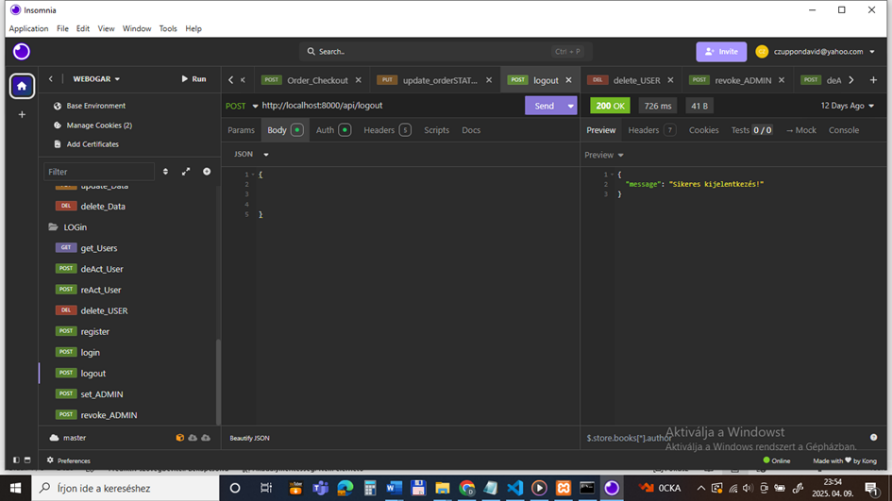 Insomnia
Application File Edit View Window Tools Help
Search.. Ctrl + P Invite CZ czuppondavid@yahoo.com
WEBOGAR Run
POST Order_Checkout PUT update_orderSTAT... POST logout DEL delete_USER POST revoke_ADMIN POST deA
Base Environment
Manage Cookies (2)
Add Certificates
POST http://localhost:8000/api/logout Send 200 OK 726 ms 41 B 12 Days Ago
Params Body Auth Headers 5 Scripts Docs
Preview Headers 7 Cookies Tests 0 / 0 → Mock Console
JSON
Preview
Filter
update_Data
DEL delete_Data
LOGin
GET get_Users
POST deAct_User
POST reAct_User
DEL delete_USER
POST register
POST login
POST logout
POST set_ADMIN
POST revoke_ADMIN
1 {
2
3
4
5 }
1 {
2 "message": "Sikeres kijelentkezés!"
3 }
master
Beautify JSON
$.store.books[*].author
Aktiválja a Windowst
Aktiválja a Windows rendszert a Gépházban.
Preferences
Online Made with by Kong
Írjon ide a kereséshez
OCKA
23:54
2025. 04. 09.